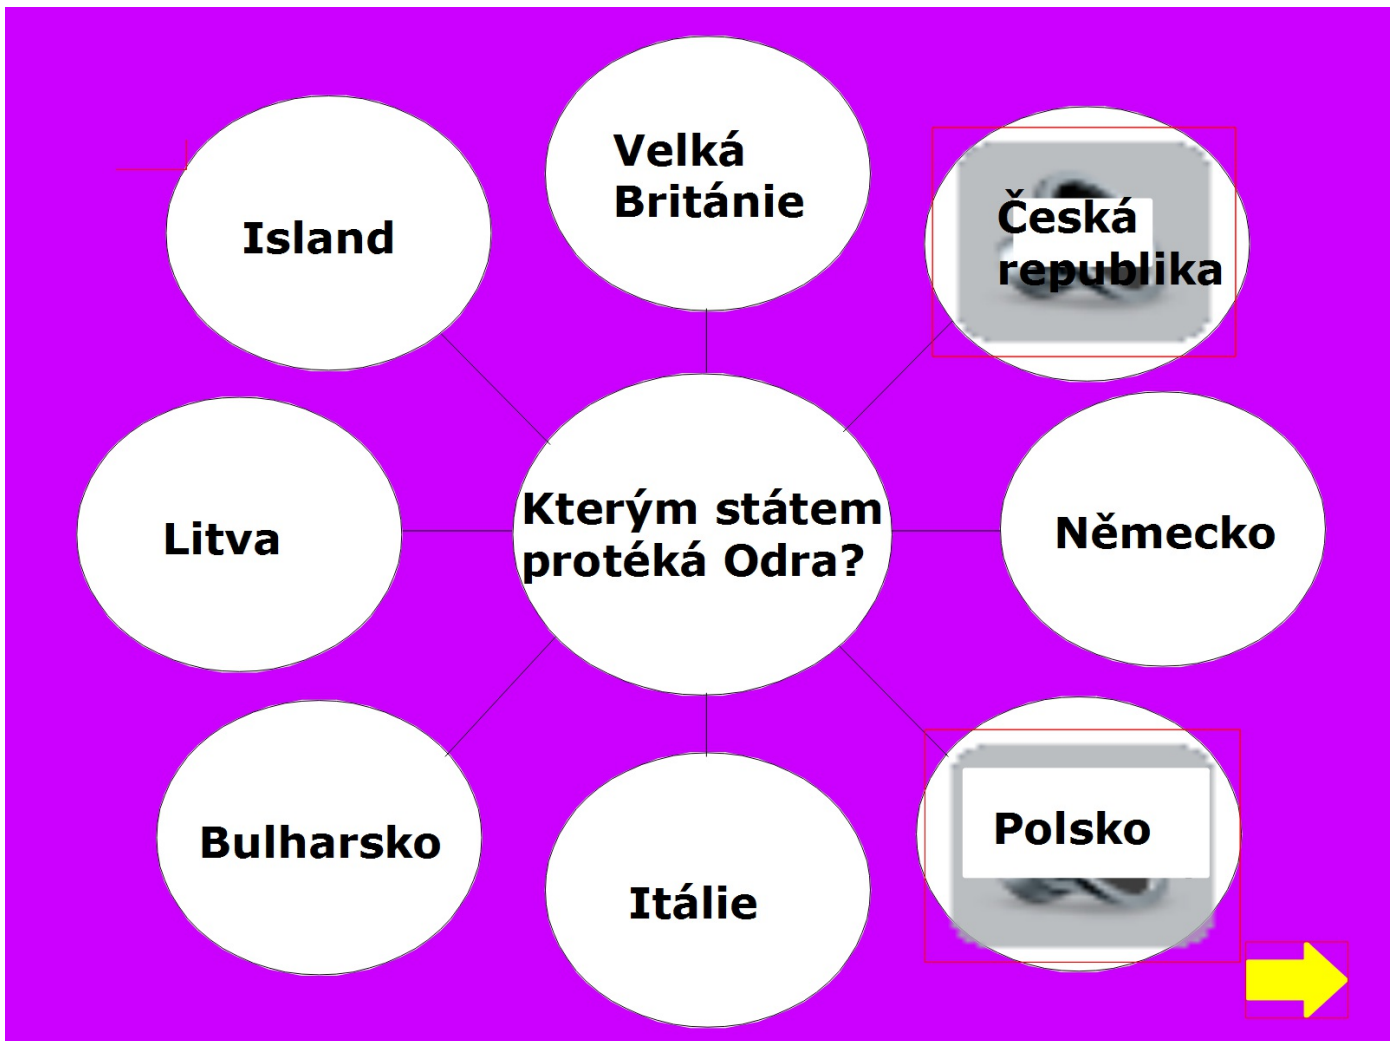 Velká
Británie
Česká
republika
Island
Kterým státem
protéká Odra?
Litva
Německo
Bulharsko
Itálie
Polsko